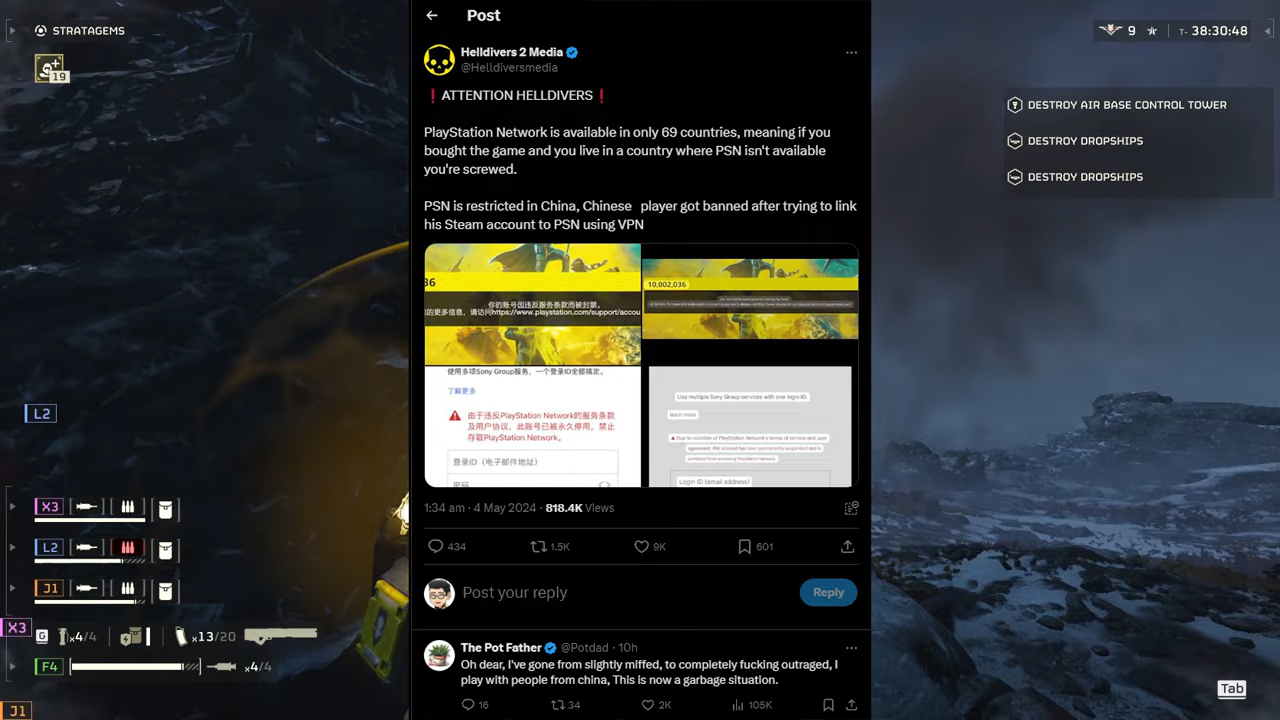 STRATAGEMS
19
Post
Helldivers 2 Media
@Helldiversmedia
❗ATTENTION HELLDIVERS❗
PlayStation Network is available in only 69 countries, meaning if you
bought the game and you live in a country where PSN isn't available
you're screwed.
PSN is restricted in China, Chinese player got banned after trying to link
his Steam account to PSN using VPN
36
你的账号因违反服务条款而被封禁。
的更多信息，请访问https://www.playstation.com/support/accou
10,002,036
使用多项Sony Group服务，一个登录ID全部搞定。
了解更多
由于违反PlayStation Network的服务条款
及用户协议，此账号已被永久停用，禁止
存取PlayStation Network。
登录ID（电子邮件地址）
Use multiple Sony Group services with one login ID.
learn more
Due to violation of PlayStation Network's terms of service and user
agreement, this account has been permanently suspended and is
prohibited from accessing PlayStation Network.
Login ID (email address)
1:34 am · 4 May 2024 · 818.4K Views
434 1.5K 9K 601
Post your reply
Reply
The Pot Father @Potdad · 10h
Oh dear, I've gone from slightly miffed, to completely fucking outraged, I
play with people from china, This is now a garbage situation.
16 34 2K 105K
9 T- 38:30:48
DESTROY AIR BASE CONTROL TOWER
DESTROY DROPSHIPS
DESTROY DROPSHIPS
L2
X3
L2
J1
X3
G x4/4 x13/20
F4 x4/4
J1
Tab